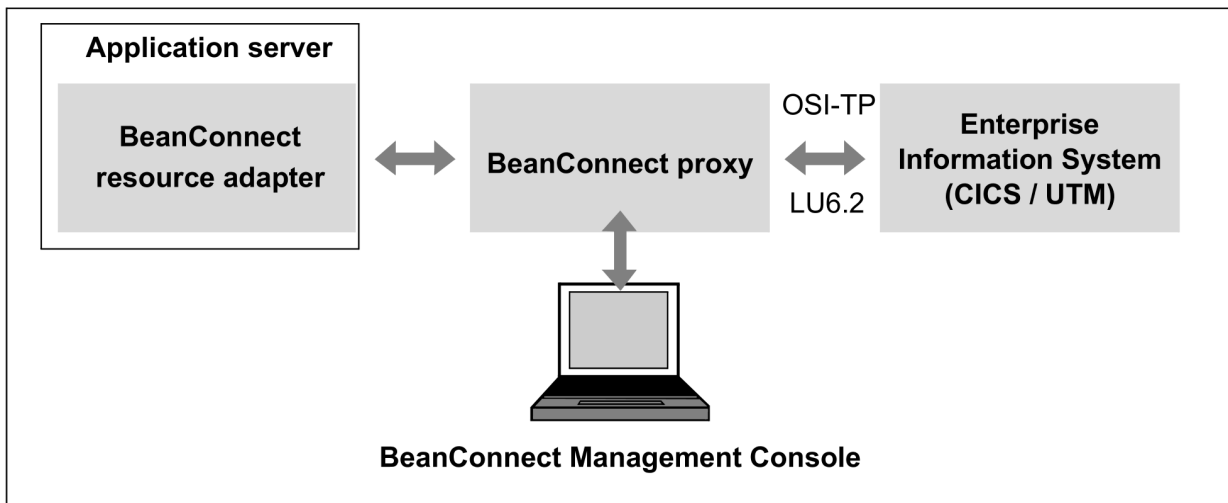 Application server
BeanConnect
resource adapter
BeanConnect proxy
OSI-TP
LU6.2
Enterprise
Information System
(CICS / UTM)
BeanConnect Management Console